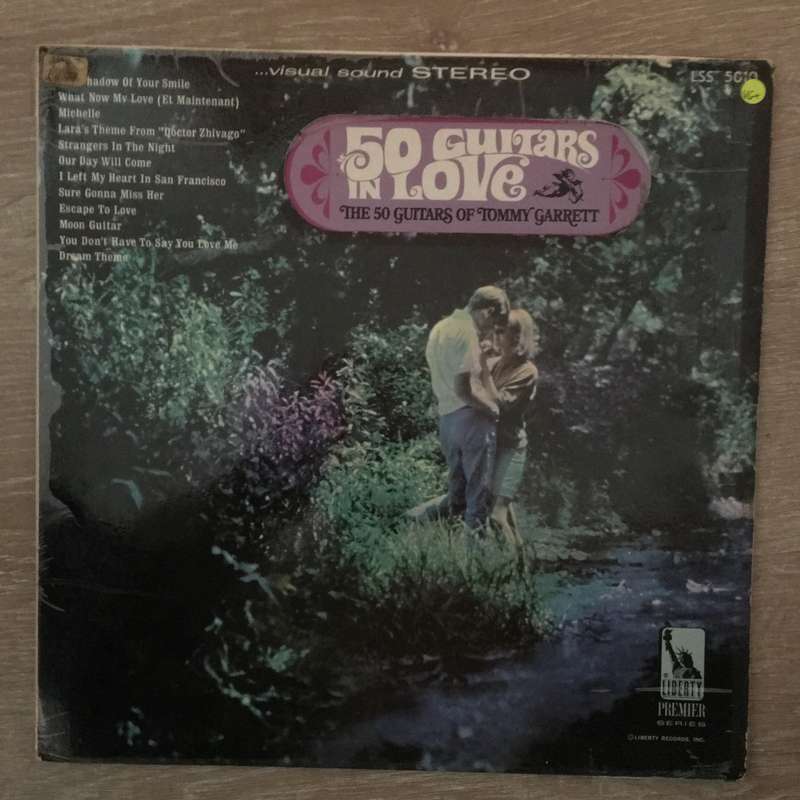 ...visual sound STEREO
LSS 5019
Shadow Of Your Smile
What Now My Love (Et Maintenant)
Michelle
Lara's Theme From "Doctor Zhivago"
Strangers In The Night
Our Day Will Come
I Left My Heart In San Francisco
Sure Gonna Miss Her
Escape To Love
Moon Guitar
You Don't Have To Say You Love Me
Dream Theme
50 GUITARS
IN LOVE
THE 50 GUITARS OF TOMMY GARRETT
LIBERTY
PREMIER
SERIES
©LIBERTY RECORDS, INC.